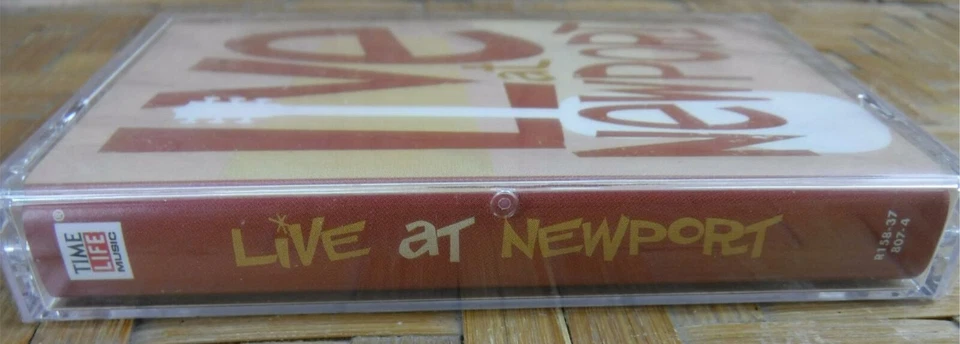 LIVE
at
NEWPORT
TIME
LIFE
MUSIC
®
LiVE aT NEWPORT
R158-37
807-4